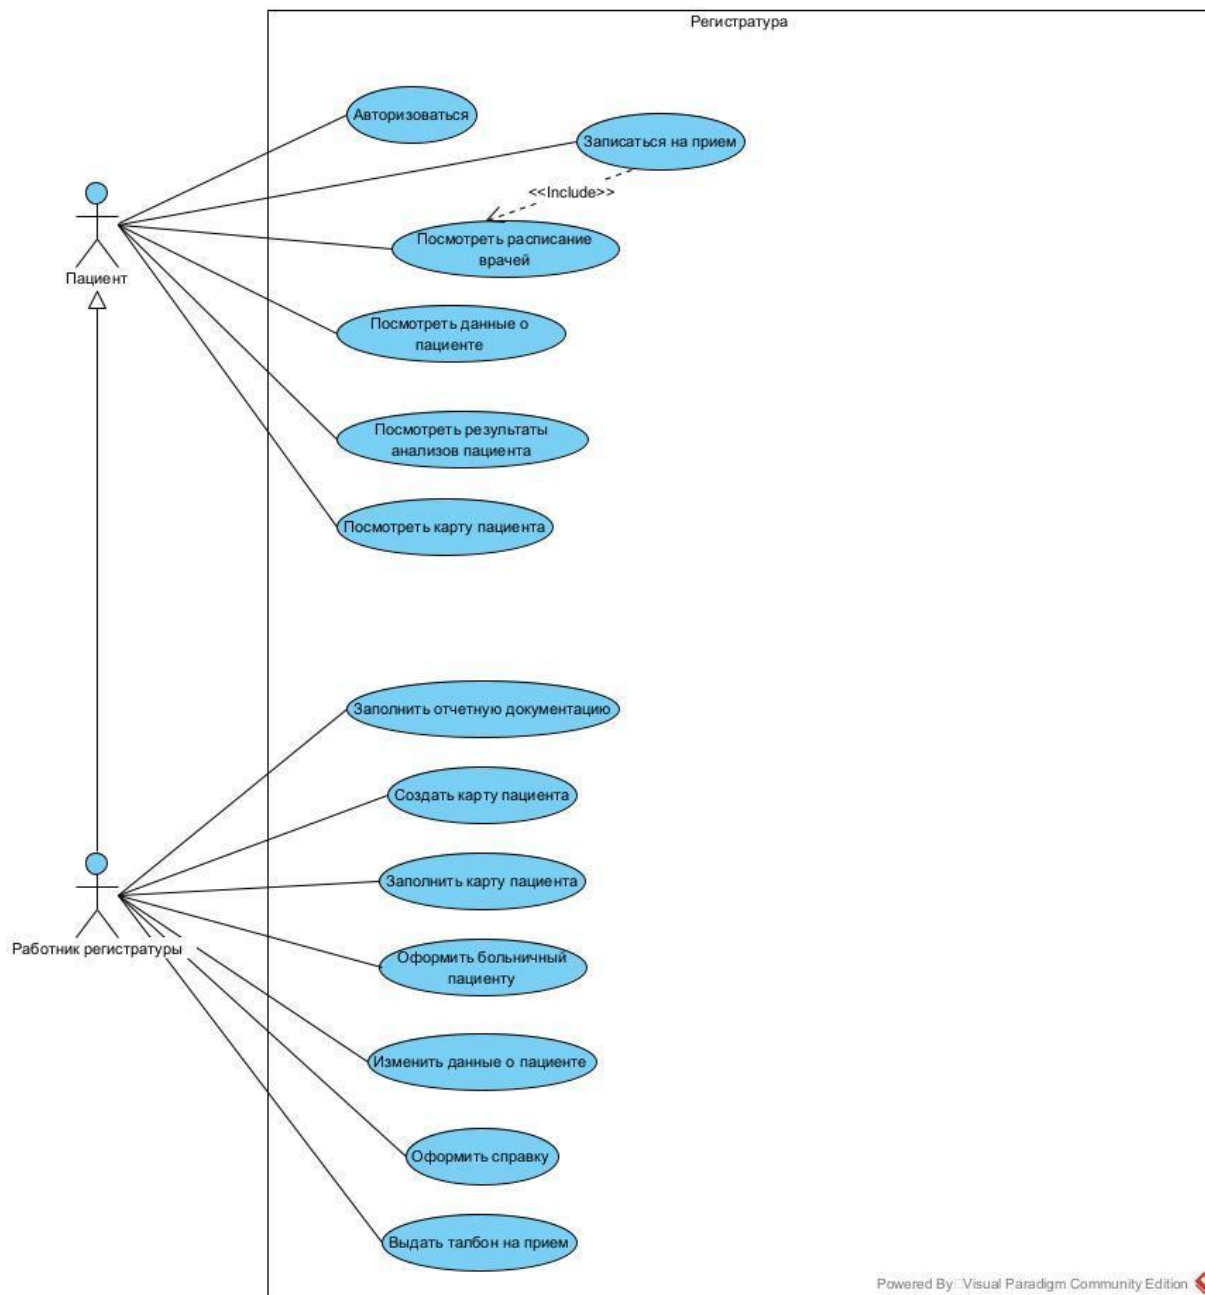 Регистратура
Авторизоваться
Записаться на прием
<<Include>>
Посмотреть расписание
врачей
Пациент
Посмотреть данные о
пациенте
Посмотреть результаты
анализов пациента
Посмотреть карту пациента
Заполнить отчетную документацию
Создать карту пациента
Заполнить карту пациента
Работник регистратуры
Оформить больничный
пациенту
Изменить данные о пациенте
Оформить справку
Выдать талбон на прием
Powered By Visual Paradigm Community Edition